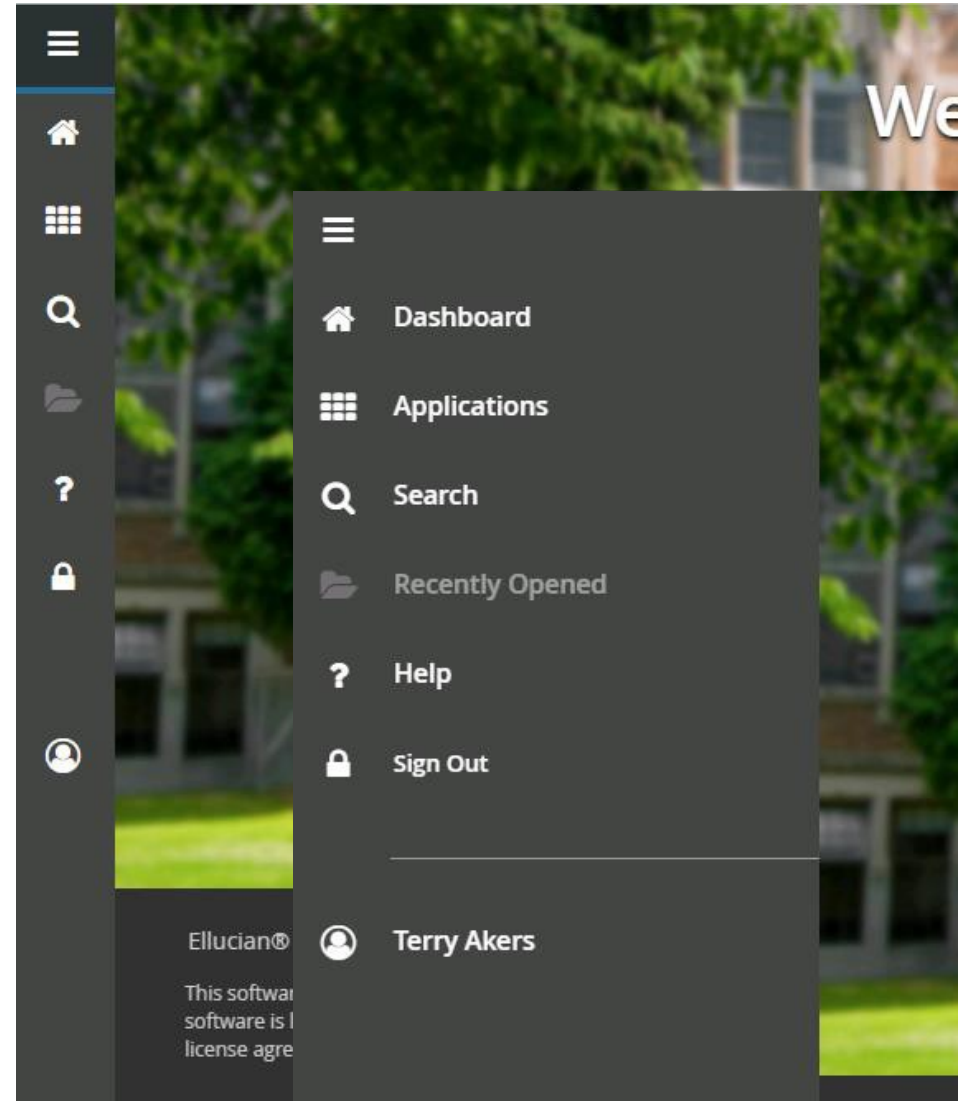 We
Dashboard
Applications
Search
Recently Opened
? Help
Sign Out
Terry Akers
Ellucian®
This softwar
software is l
license agre
?